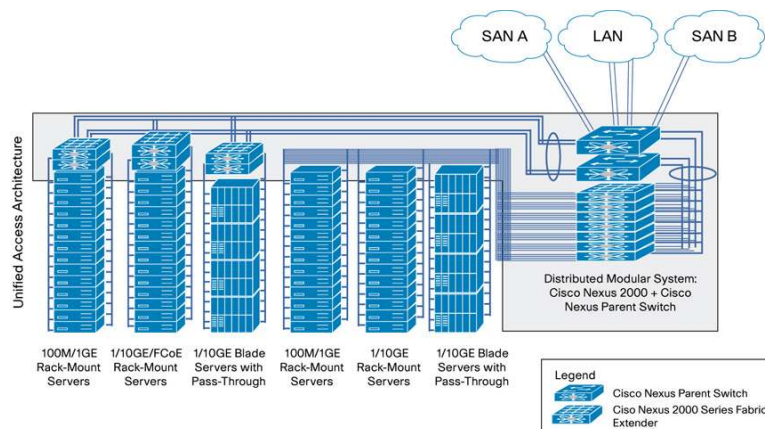 SAN A
LAN
SAN B
Unified Access Architecture
Distributed Modular System:
Cisco Nexus 2000 + Cisco
Nexus Parent Switch
100M/1GE
Rack-Mount
Servers
1/10GE/FCoE
Rack-Mount
Servers
1/10GE Blade
Servers with
Pass-Through
100M/1GE
Rack-Mount
Servers
1/10GE
Rack-Mount
Servers
1/10GE Blade
Servers with
Pass-Through
Legend
Cisco Nexus Parent Switch
Ciso Nexus 2000 Series Fabric
Extender